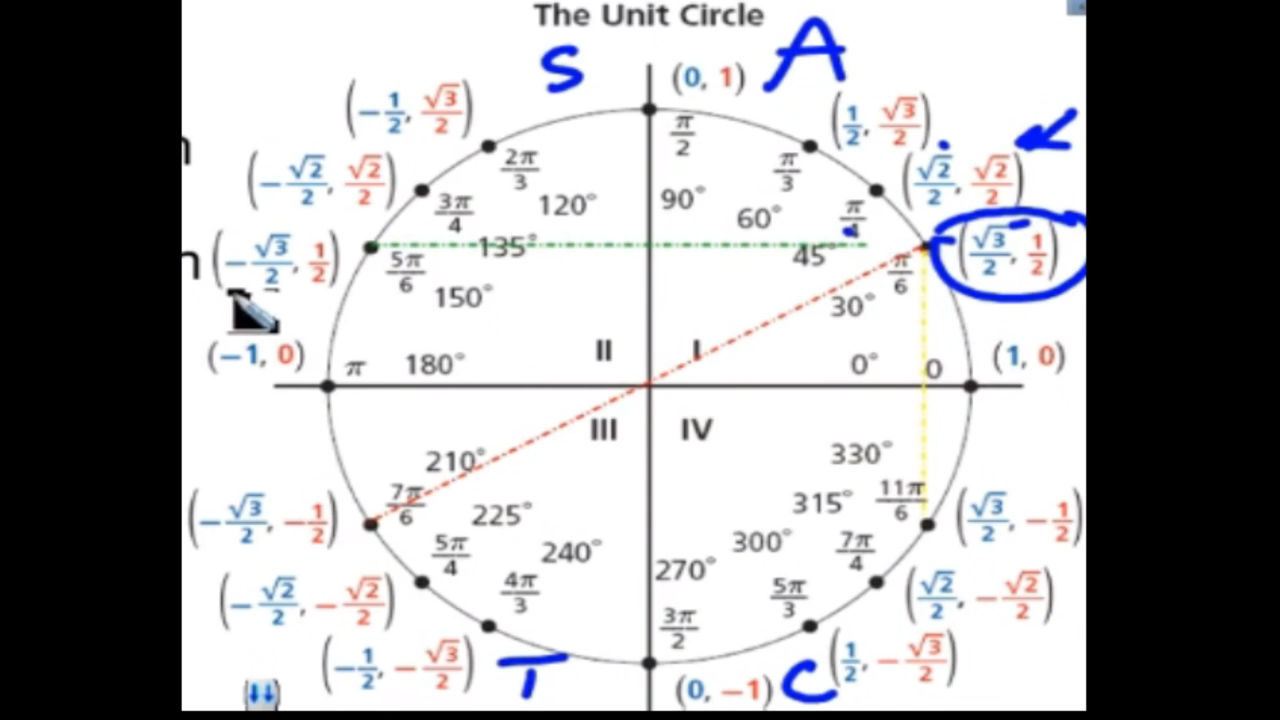 The Unit Circle
S
(0, 1)
A
(-1/2, √3/2)
(1/2, √3/2)
(-√2/2, √2/2)
(√2/2, √2/2)
(-√3/2, 1/2)
(√3/2, 1/2)
π/2
2π/3
π/3
3π/4
π/4
5π/6
π/6
90°
120°
60°
135°
45°
150°
30°
n
n
II
I
(-1, 0)
π
180°
0°
0
(1, 0)
III
IV
210°
330°
7π/6
225°
315°
11π/6
(-√3/2, -1/2)
(√3/2, -1/2)
5π/4
240°
300°
7π/4
270°
4π/3
5π/3
3π/2
(-√2/2, -√2/2)
(√2/2, -√2/2)
(-1/2, -√3/2)
(1/2, -√3/2)
T
(0, -1)
C